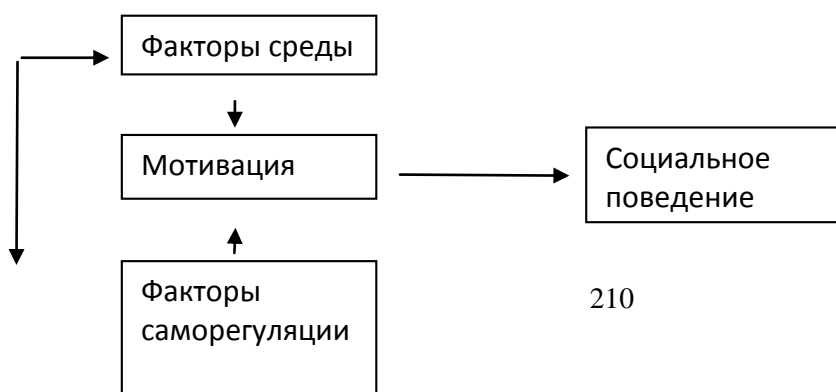 Факторы среды
Мотивация
Социальное
поведение
Факторы
саморегуляции
210